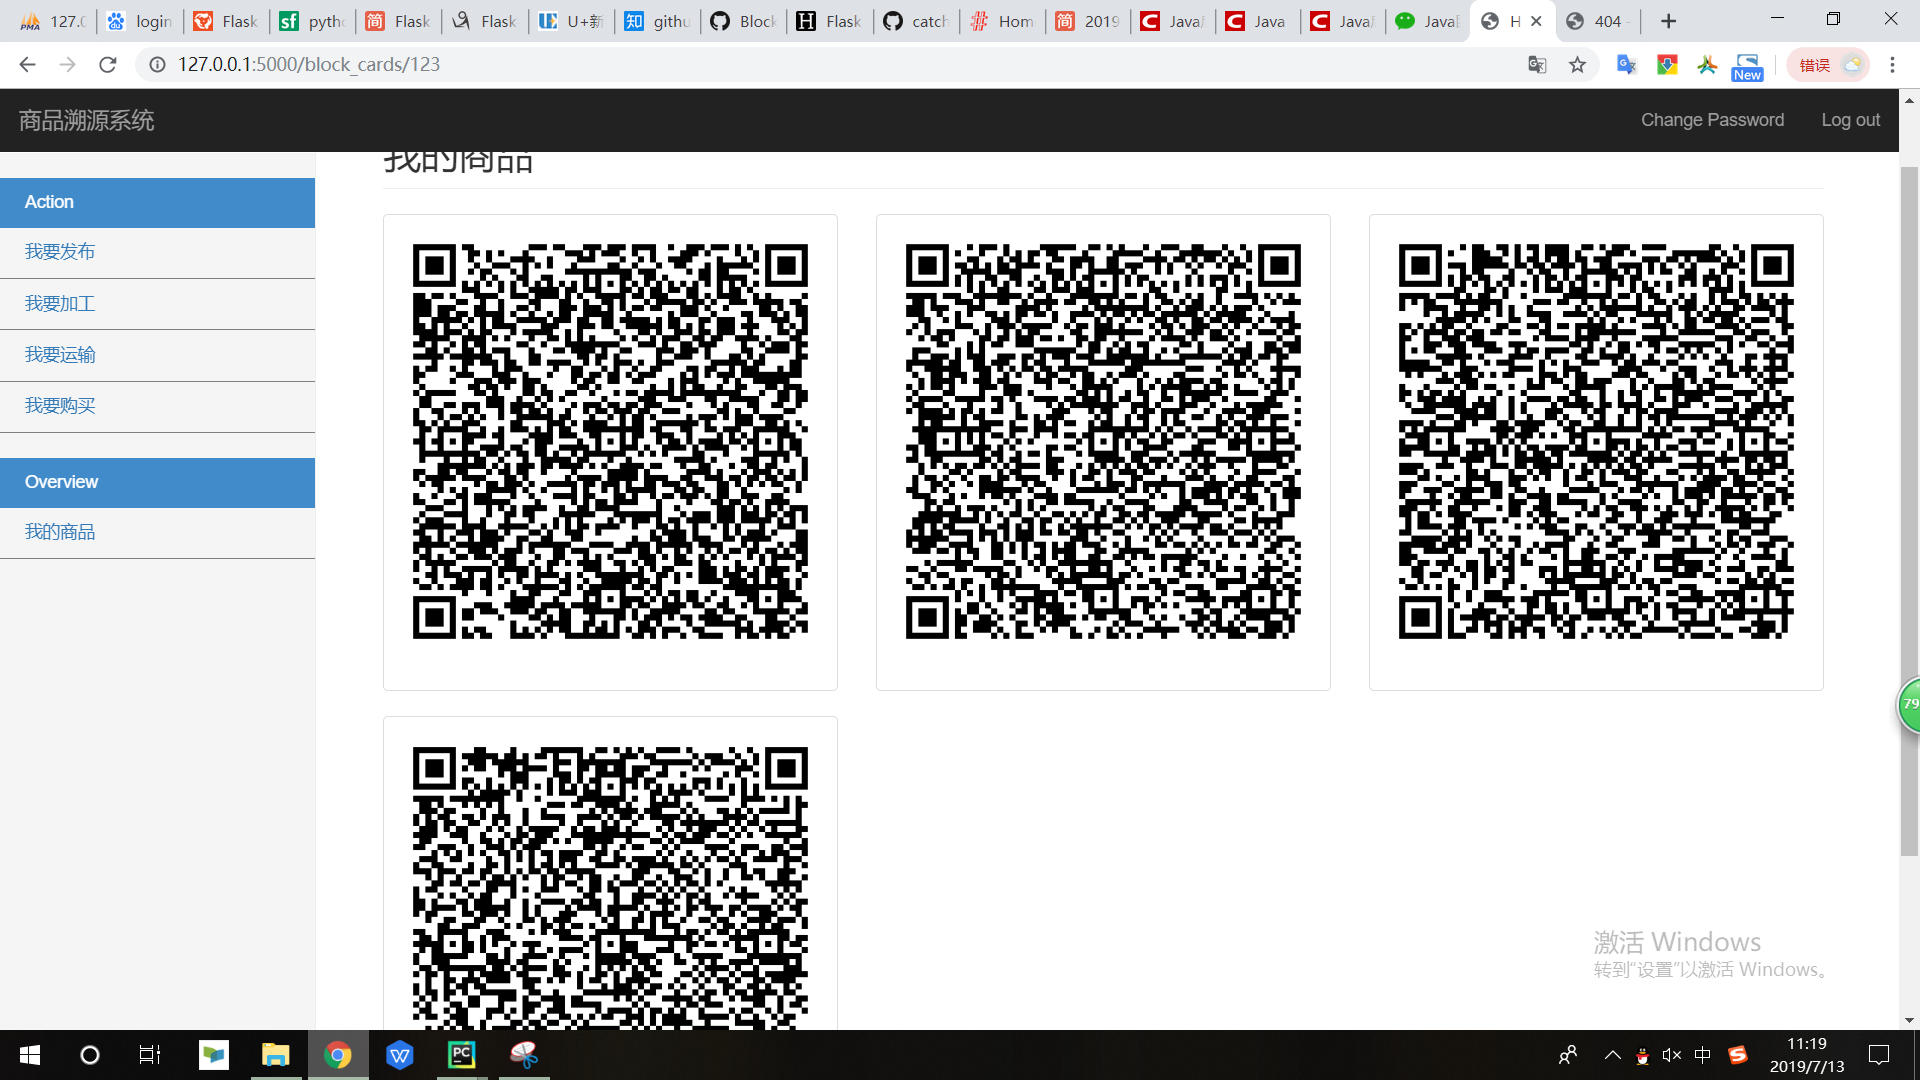 127.0
login
Flask
pytho
Flask
Flask
U+新
githu
Block
Flask
catch
Hom
2019
Java
Java
Java
Java
H
404 -
127.0.0.1:5000/block_cards/123
New
错误
商品溯源系统
Change Password
Log out
我的商品
Action
我要发布
我要加工
我要运输
我要购买
Overview
我的商品
79
激活 Windows
转到“设置”以激活 Windows。
中
11:19
2019/7/13